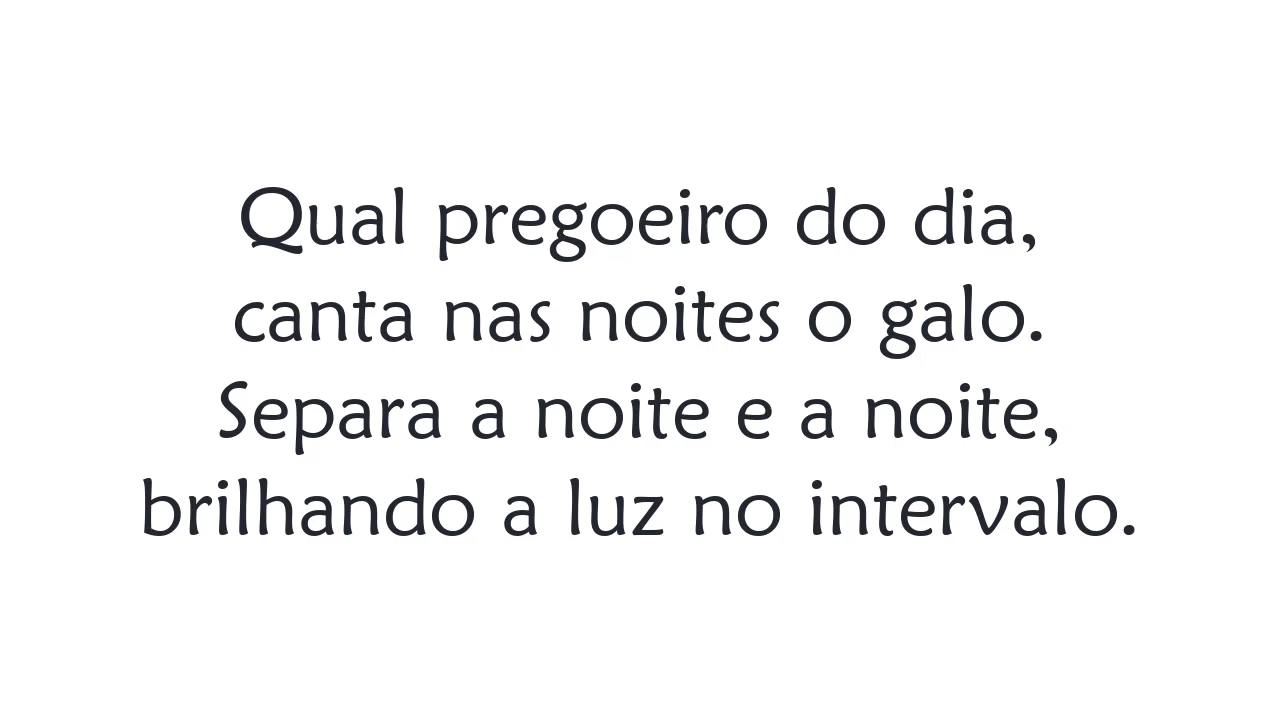 Qual pregoeiro do dia,
canta nas noites o galo.
Separa a noite e a noite,
brilhando a luz no intervalo.